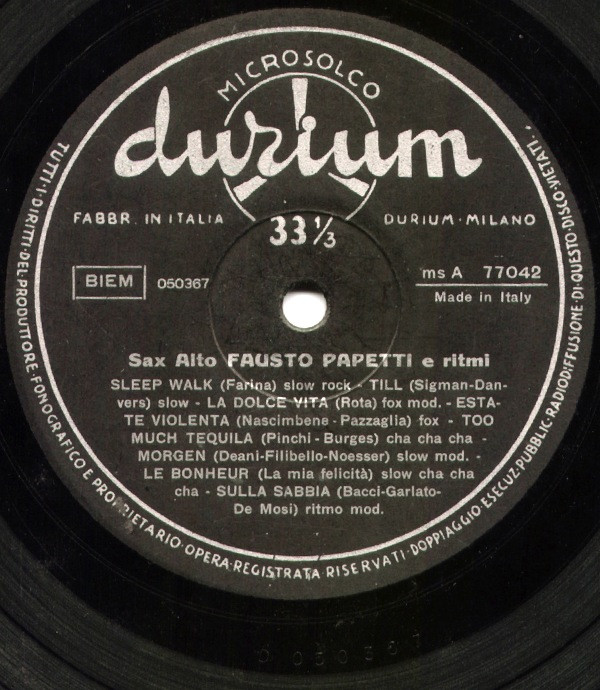 MICROSOLCO
durium
FABBR. IN ITALIA
DURIUM·MILANO
33 ⅓
BIEM
050367
ms A 77042
Made in Italy
Sax Alto FAUSTO PAPETTI e ritmi
SLEEP WALK (Farina) slow rock - TILL (Sigman-Dan-
vers) slow - LA DOLCE VITA (Rota) fox mod. - ESTA-
TE VIOLENTA (Nascimbene - Pazzaglia) fox - TOO
MUCH TEQUILA (Pinchi - Burges) cha cha cha -
MORGEN (Deani-Filibello-Noesser) slow mod. -
LE BONHEUR (La mia felicità) slow cha cha
cha - SULLA SABBIA (Bacci-Garlato-
De Mosi) ritmo mod.
TUTTI·I·DIRITTI·DEL·PRODUTTORE·FONOGRAFICO E PROPRIETARIO·OPERA·REGISTRATA·RISERVATI·DOPPIAGGIO·ESECUZ·PUBBLIC·RADIODIFFUSIONE·DI·QUESTO·DISCO·VIETATI.
050367